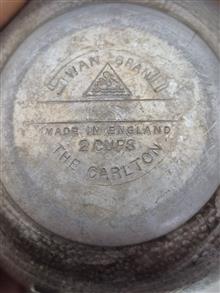 SWAN BRAND
MADE IN ENGLAND
2 CUPS
THE CARLTON